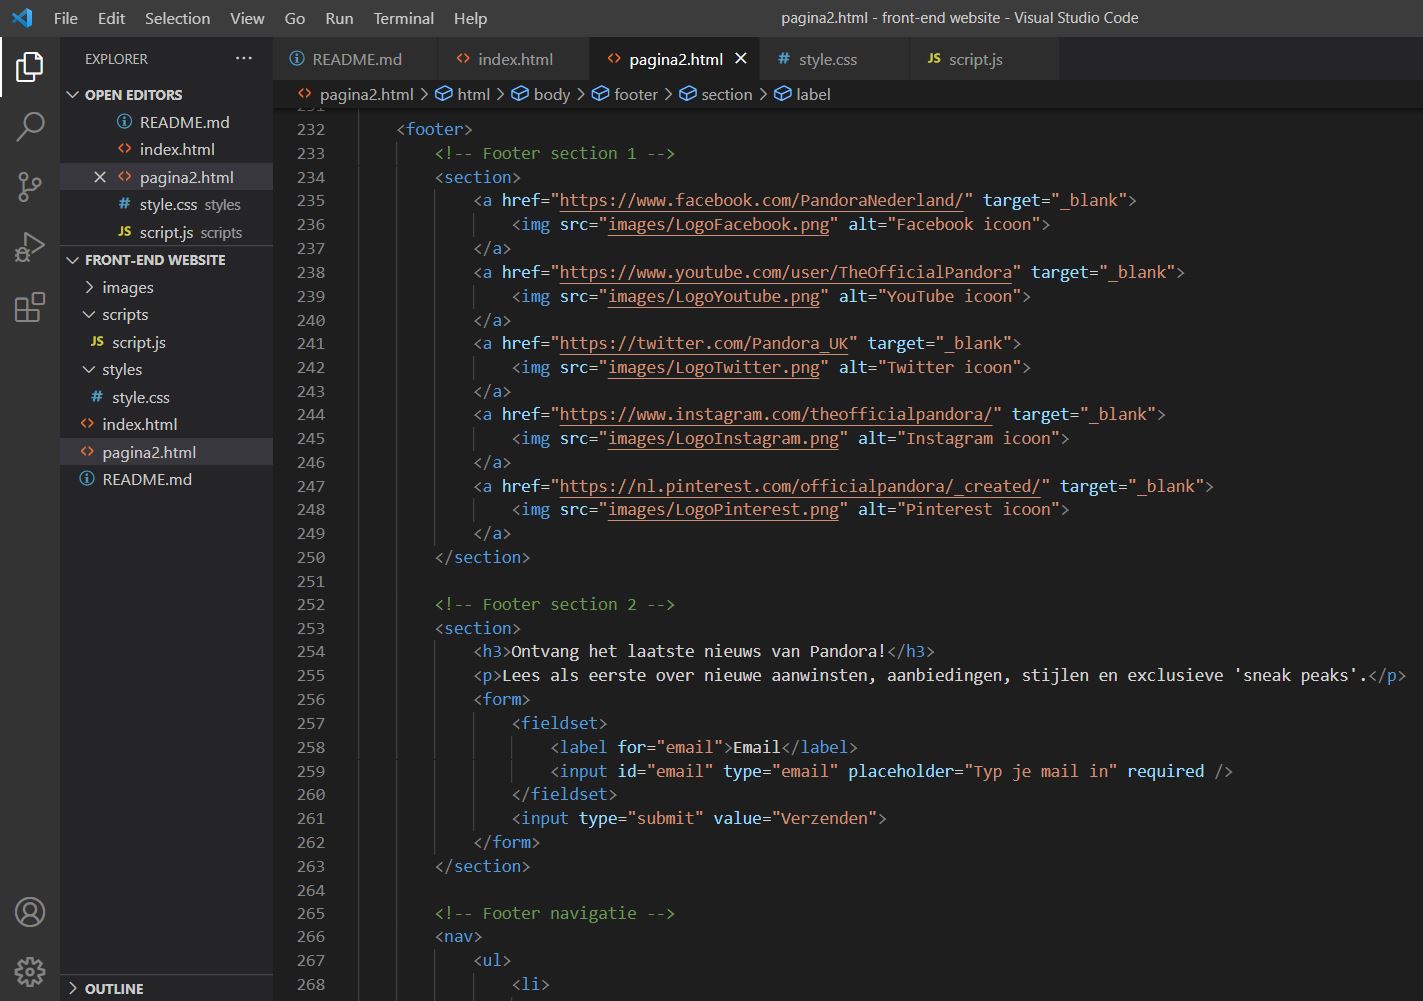 File Edit Selection View Go Run Terminal Help pagina2.html - front-end website - Visual Studio Code
EXPLORER ···
README.md index.html pagina2.html style.css JS script.js
pagina2.html > html > body > footer > section > label
OPEN EDITORS
README.md
index.html
pagina2.html
style.css styles
JS script.js scripts
FRONT-END WEBSITE
images
scripts
JS script.js
styles
# style.css
index.html
pagina2.html
README.md
OUTLINE
231
232 <footer>
233 <!-- Footer section 1 -->
234 <section>
235 <a href="https://www.facebook.com/PandoraNederland/" target="_blank">
236 <img src="images/LogoFacebook.png" alt="Facebook icoon">
237 </a>
238 <a href="https://www.youtube.com/user/TheOfficialPandora" target="_blank">
239 <img src="images/LogoYoutube.png" alt="YouTube icoon">
240 </a>
241 <a href="https://twitter.com/Pandora_UK" target="_blank">
242 <img src="images/LogoTwitter.png" alt="Twitter icoon">
243 </a>
244 <a href="https://www.instagram.com/theofficialpandora/" target="_blank">
245 <img src="images/LogoInstagram.png" alt="Instagram icoon">
246 </a>
247 <a href="https://nl.pinterest.com/officialpandora/_created/" target="_blank">
248 <img src="images/LogoPinterest.png" alt="Pinterest icoon">
249 </a>
250 </section>
251
252 <!-- Footer section 2 -->
253 <section>
254 <h3>Ontvang het laatste nieuws van Pandora!</h3>
255 <p>Lees als eerste over nieuwe aanwinsten, aanbiedingen, stijlen en exclusieve 'sneak peaks'.</p>
256 <form>
257 <fieldset>
258 <label for="email">Email</label>
259 <input id="email" type="email" placeholder="Typ je mail in" required />
260 </fieldset>
261 <input type="submit" value="Verzenden">
262 </form>
263 </section>
264
265 <!-- Footer navigatie -->
266 <nav>
267 <ul>
268 <li>